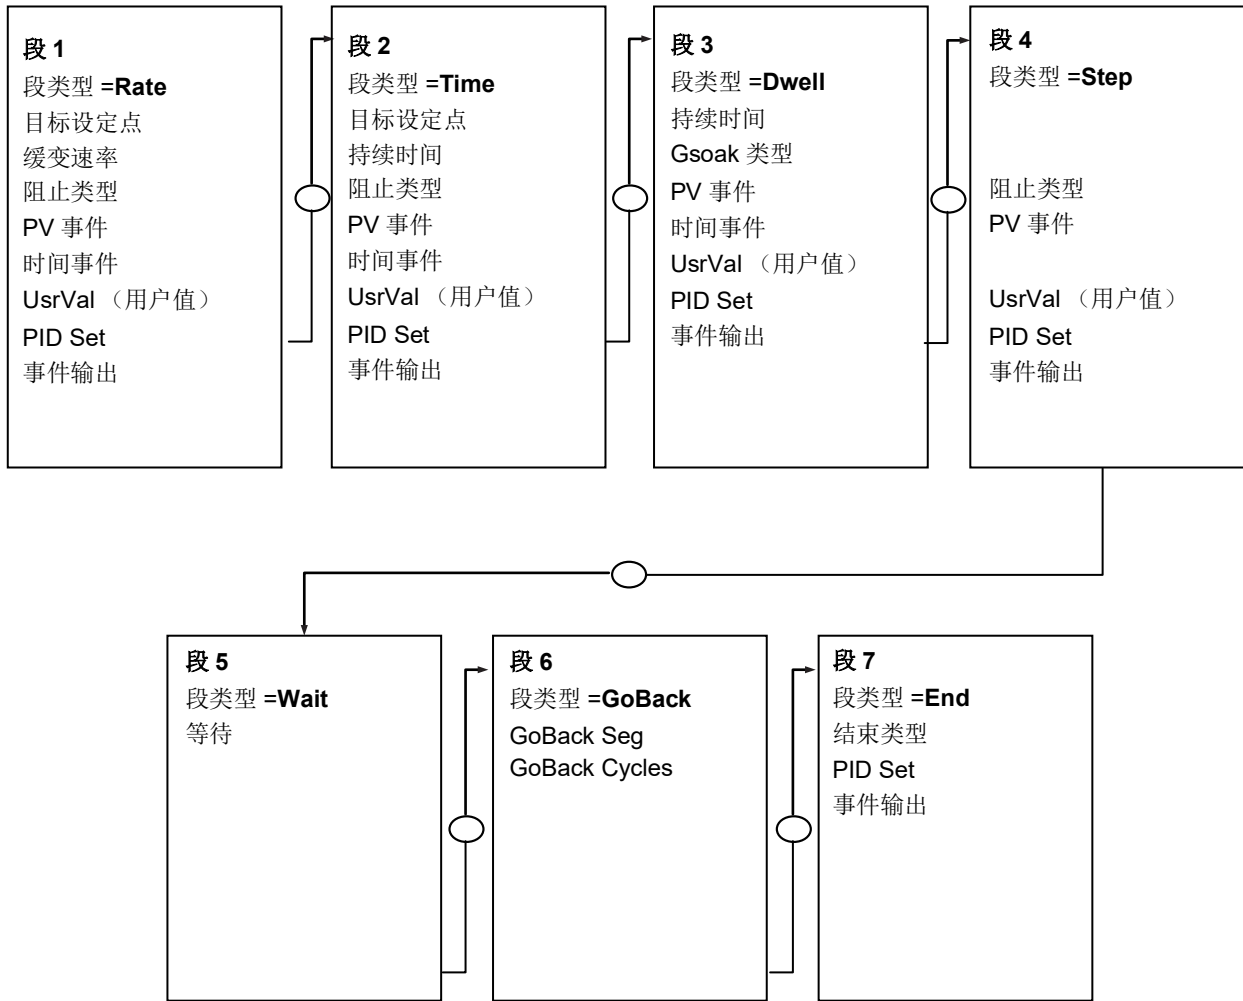 段 1
段类型 =Rate
目标设定点
缓变速率
阻止类型
PV 事件
时间事件
UsrVal （用户值）
PID Set
事件输出
段 2
段类型 =Time
目标设定点
持续时间
阻止类型
PV 事件
时间事件
UsrVal （用户值）
PID Set
事件输出
段 3
段类型 =Dwell
持续时间
Gsoak 类型
PV 事件
时间事件
UsrVal （用户值）
PID Set
事件输出
段 4
段类型 =Step
阻止类型
PV 事件
UsrVal （用户值）
PID Set
事件输出
段 5
段类型 =Wait
等待
段 6
段类型 =GoBack
GoBack Seg
GoBack Cycles
段 7
段类型 =End
结束类型
PID Set
事件输出